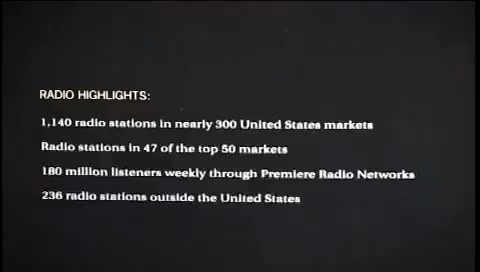 RADIO HIGHLIGHTS:
1,140 radio stations in nearly 300 United States markets
Radio stations in 47 of the top 50 markets
180 million listeners weekly through Premiere Radio Networks
236 radio stations outside the United States